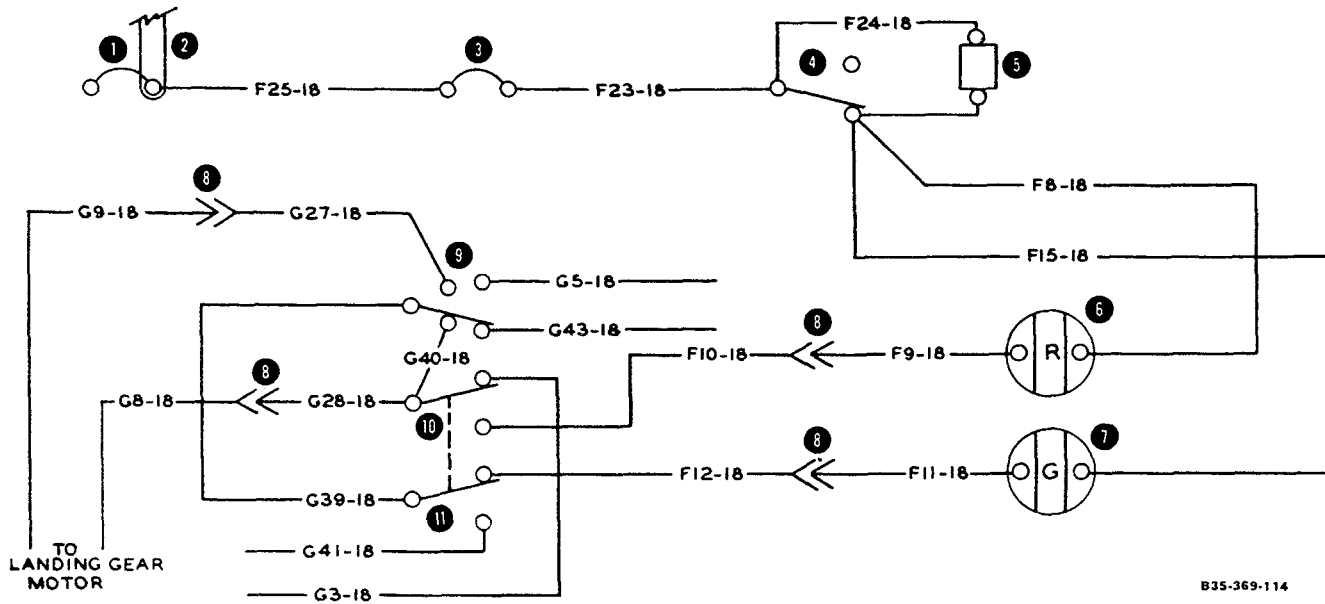 F24-18
1
2
3
4
5
F25-18
F23-18
8
F8-18
G9-18
G27-18
9
F15-18
G5-18
6
8
G43-18
G40-18
F10-18
F9-18
R
8
G8-18
G28-18
10
8
7
F12-18
F11-18
G
G39-18
11
G41-18
TO
LANDING GEAR
MOTOR
G3-18
B35-369-114